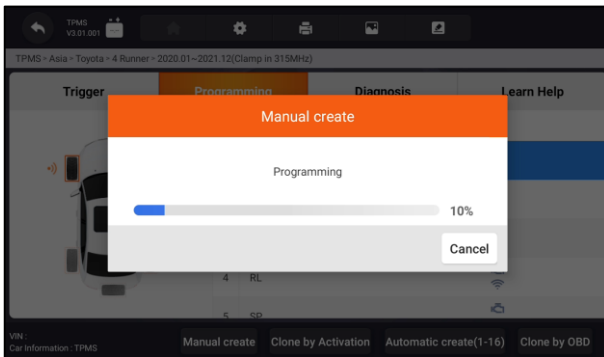 TPMS
V3.01.001
TPMS > Asia > Toyota > 4 Runner > 2020.01~2021.12(Clamp in 315MHz)
Trigger Programming Diagnosis Learn Help
Manual create
Programming
10%
Cancel
4 RL
5 SP
VIN :
Car Information : TPMS
Manual create Clone by Activation Automatic create(1-16) Clone by OBD